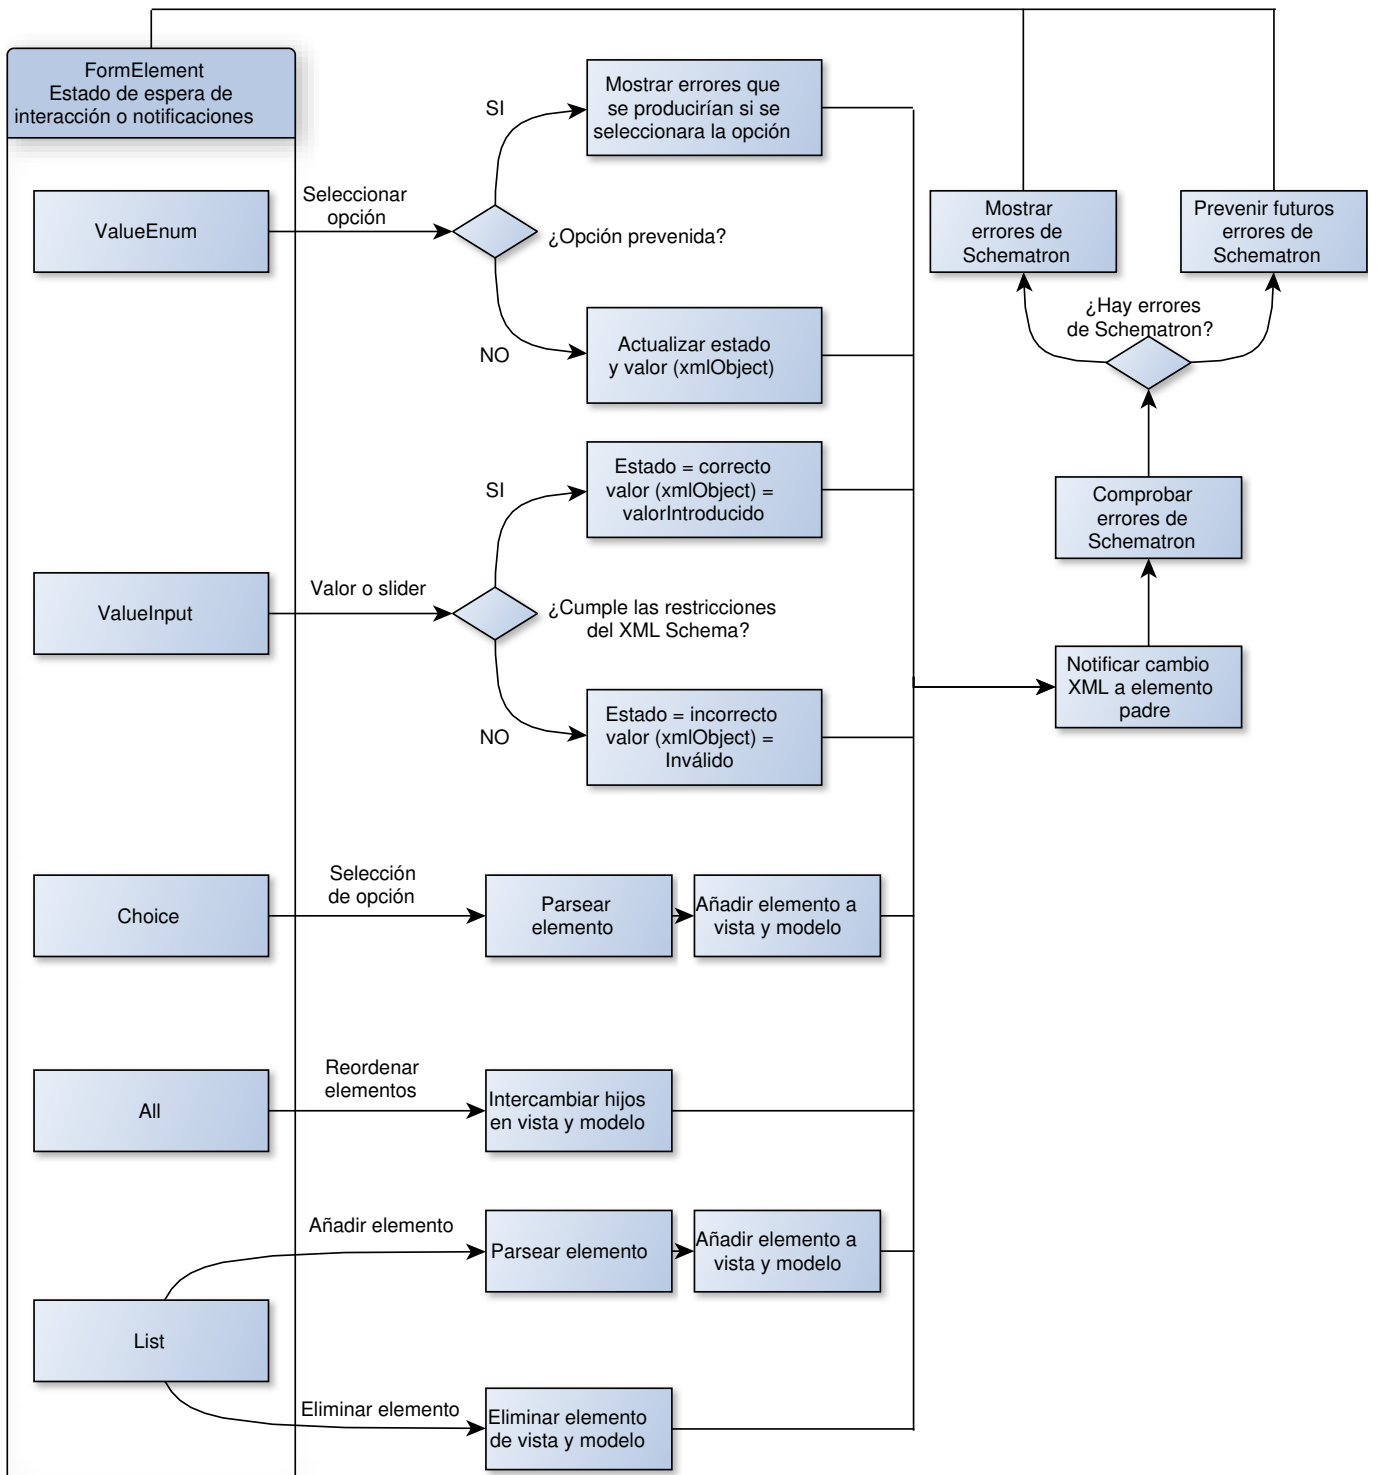 FormElement
Estado de espera de
interacción o notificaciones
ValueEnum
Seleccionar
opción
SI
¿Opción prevenida?
NO
Mostrar errores que
se producirían si se
seleccionara la opción
Actualizar estado
y valor (xmlObject)
ValueInput
Valor o slider
SI
¿Cumple las restricciones
del XML Schema?
NO
Estado = correcto
valor (xmlObject) =
valorIntroducido
Estado = incorrecto
valor (xmlObject) =
Inválido
Choice
Selección
de opción
Parsear
elemento
Añadir elemento a
vista y modelo
All
Reordenar
elementos
Intercambiar hijos
en vista y modelo
List
Añadir elemento
Parsear elemento
Añadir elemento a
vista y modelo
Eliminar elemento
Eliminar elemento
de vista y modelo
Notificar cambio
XML a elemento
padre
Comprobar
errores de
Schematron
¿Hay errores
de Schematron?
Mostrar
errores de
Schematron
Prevenir futuros
errores de
Schematron